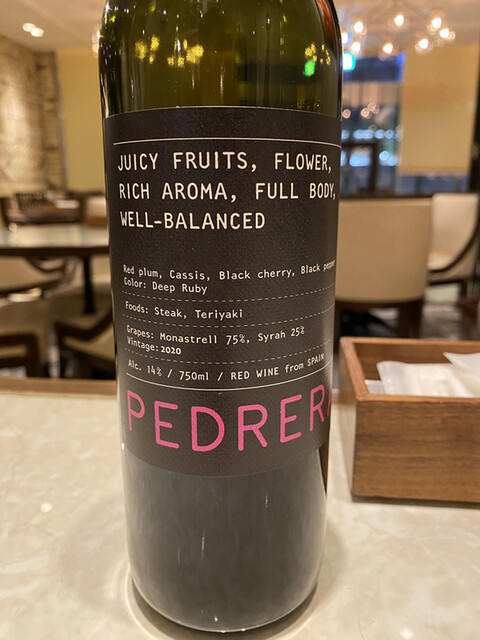 JUICY FRUITS, FLOWER,
RICH AROMA, FULL BODY,
WELL-BALANCED
Red plum, Cassis, Black cherry, Black pepper
Color: Deep Ruby
Foods: Steak, Teriyaki
Grapes: Monastrell 75%, Syrah 25%
Vintage: 2020
Alc. 14% / 750ml / RED WINE from SPAIN
PEDRERA